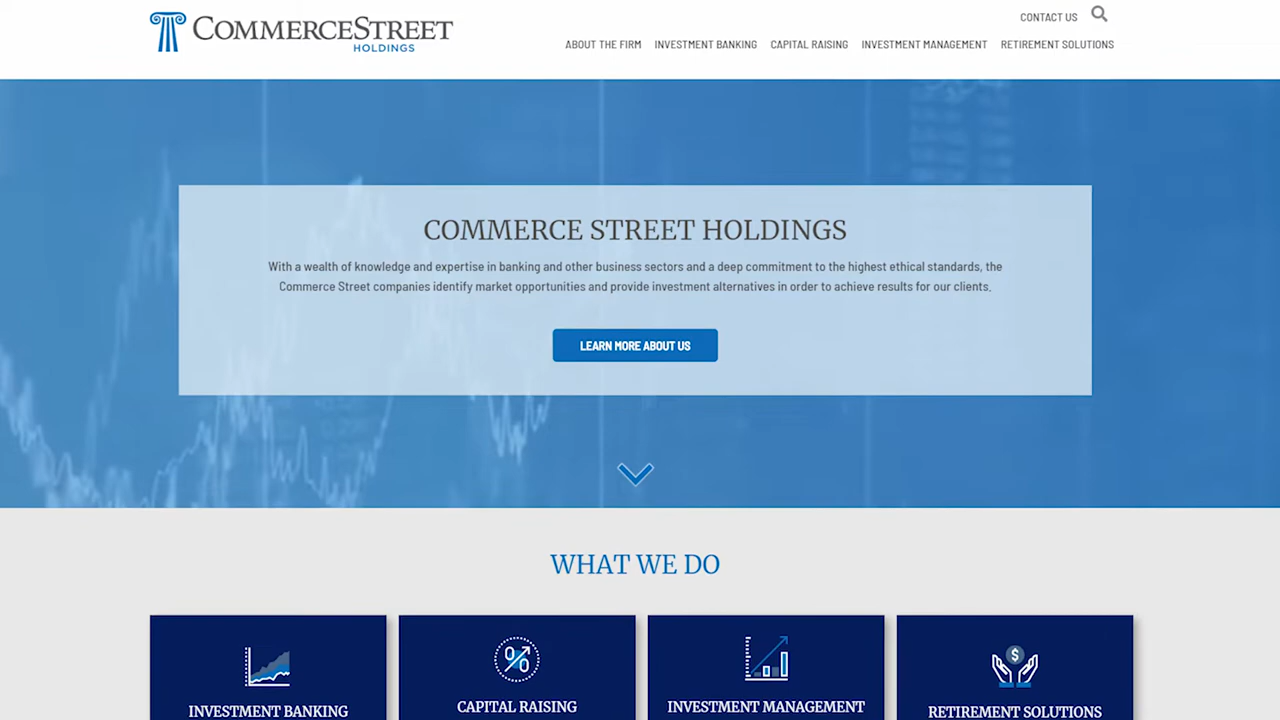 COMMERCESTREET
HOLDINGS
CONTACT US
ABOUT THE FIRM INVESTMENT BANKING CAPITAL RAISING INVESTMENT MANAGEMENT RETIREMENT SOLUTIONS
COMMERCE STREET HOLDINGS
With a wealth of knowledge and expertise in banking and other business sectors and a deep commitment to the highest ethical standards, the
Commerce Street companies identify market opportunities and provide investment alternatives in order to achieve results for our clients.
LEARN MORE ABOUT US
WHAT WE DO
INVESTMENT BANKING
CAPITAL RAISING
INVESTMENT MANAGEMENT
RETIREMENT SOLUTIONS